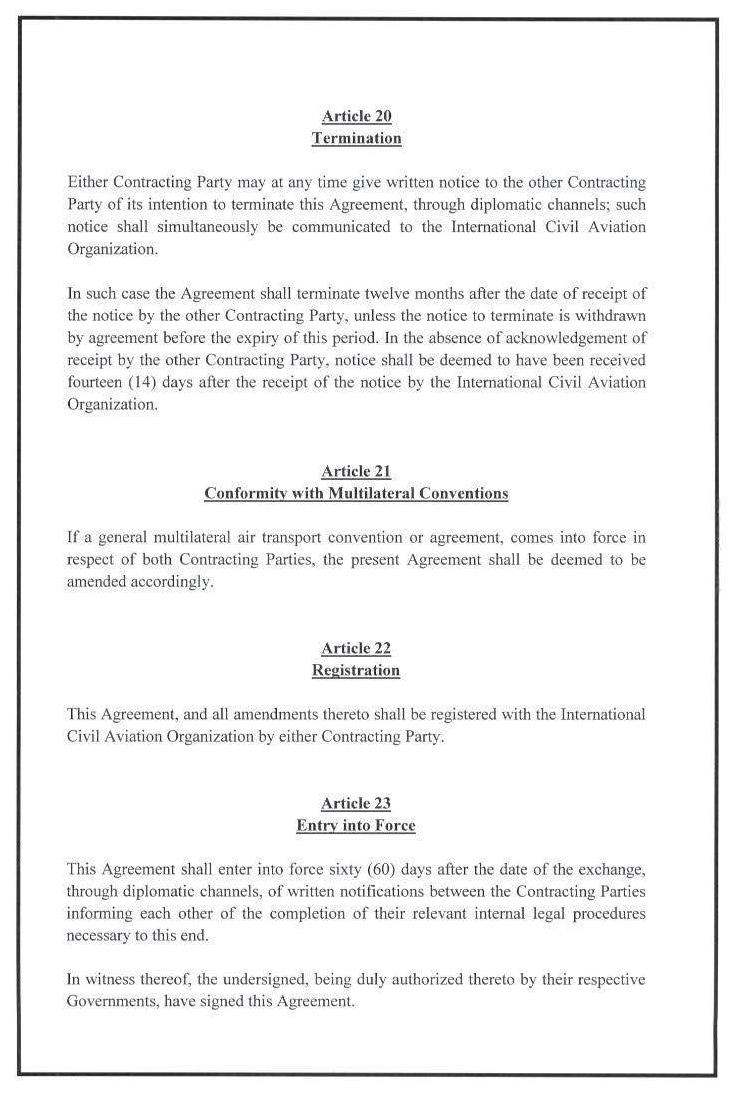 Article 20
Termination
Either Contracting Party may at any time give written notice to the other Contracting
Party of its intention to terminate this Agreement, through diplomatic channels; such
notice shall simultaneously be communicated to the International Civil Aviation
Organization.
In such case the Agreement shall terminate twelve months after the date of receipt of
the notice by the other Contracting Party, unless the notice to terminate is withdrawn
by agreement before the expiry of this period. In the absence of acknowledgement of
receipt by the other Contracting Party, notice shall be deemed to have been received
fourteen (14) days after the receipt of the notice by the International Civil Aviation
Organization.
Article 21
Conformity with Multilateral Conventions
If a general multilateral air transport convention or agreement, comes into force in
respect of both Contracting Parties, the present Agreement shall be deemed to be
amended accordingly.
Article 22
Registration
This Agreement, and all amendments thereto shall be registered with the International
Civil Aviation Organization by either Contracting Party.
Article 23
Entry into Force
This Agreement shall enter into force sixty (60) days after the date of the exchange,
through diplomatic channels, of written notifications between the Contracting Parties
informing each other of the completion of their relevant internal legal procedures
necessary to this end.
In witness thereof, the undersigned, being duly authorized thereto by their respective
Governments, have signed this Agreement.